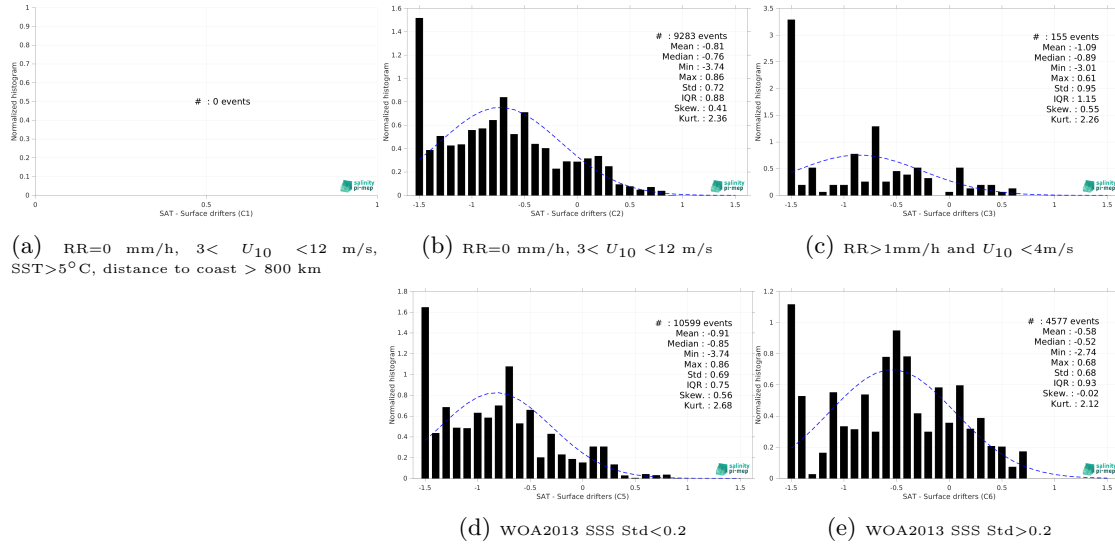 1
0.9
0.8
0.7
0.6
0.5
0.4
0.3
0.2
0.1
0
Normalized histogram
# : 0 events
0 0.5 1
SAT - Surface drifters (C1)
salinity
pi-mep
1.6
1.4
1.2
1
0.8
0.6
0.4
0.2
0
Normalized histogram
# : 9283 events
Mean : -0.81
Median : -0.76
Min : -3.74
Max : 0.86
Std : 0.72
IQR : 0.88
Skew. : 0.41
Kurt. : 2.36
-1.5 -1 -0.5 0 0.5 1 1.5
SAT - Surface drifters (C2)
salinity
pi-mep
3.5
3
2.5
2
1.5
1
0.5
0
Normalized histogram
# : 155 events
Mean : -1.09
Median : -0.89
Min : -3.01
Max : 0.61
Std : 0.95
IQR : 1.15
Skew. : 0.55
Kurt. : 2.26
-1.5 -1 -0.5 0 0.5 1 1.5
SAT - Surface drifters (C3)
salinity
pi-mep
(a) RR=0 mm/h, 3< U10 <12 m/s,
SST>5°C, distance to coast > 800 km
(b) RR=0 mm/h, 3< U10 <12 m/s
(c) RR>1mm/h and U10 <4m/s
1.8
1.6
1.4
1.2
1
0.8
0.6
0.4
0.2
0
Normalized histogram
# : 10599 events
Mean : -0.91
Median : -0.85
Min : -3.74
Max : 0.86
Std : 0.69
IQR : 0.75
Skew. : 0.56
Kurt. : 2.68
-1.5 -1 -0.5 0 0.5 1 1.5
SAT - Surface drifters (C5)
salinity
pi-mep
1.2
1
0.8
0.6
0.4
0.2
0
Normalized histogram
# : 4577 events
Mean : -0.58
Median : -0.52
Min : -2.74
Max : 0.68
Std : 0.68
IQR : 0.93
Skew. : -0.02
Kurt. : 2.12
-1.5 -1 -0.5 0 0.5 1 1.5
SAT - Surface drifters (C6)
salinity
pi-mep
(d) WOA2013 SSS Std<0.2
(e) WOA2013 SSS Std>0.2